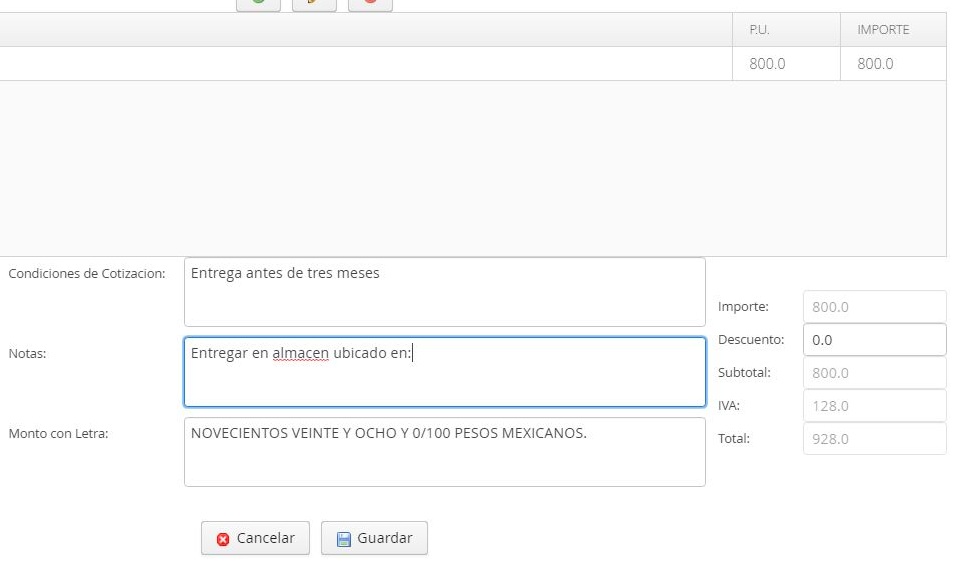 P.U. IMPORTE
800.0 800.0
Condiciones de Cotizacion: Entrega antes de tres meses
Notas: Entregar en almacen ubicado en:
Monto con Letra: NOVECIENTOS VEINTE Y OCHO Y 0/100 PESOS MEXICANOS.
Importe: 800.0
Descuento: 0.0
Subtotal: 800.0
IVA: 128.0
Total: 928.0
Cancelar Guardar